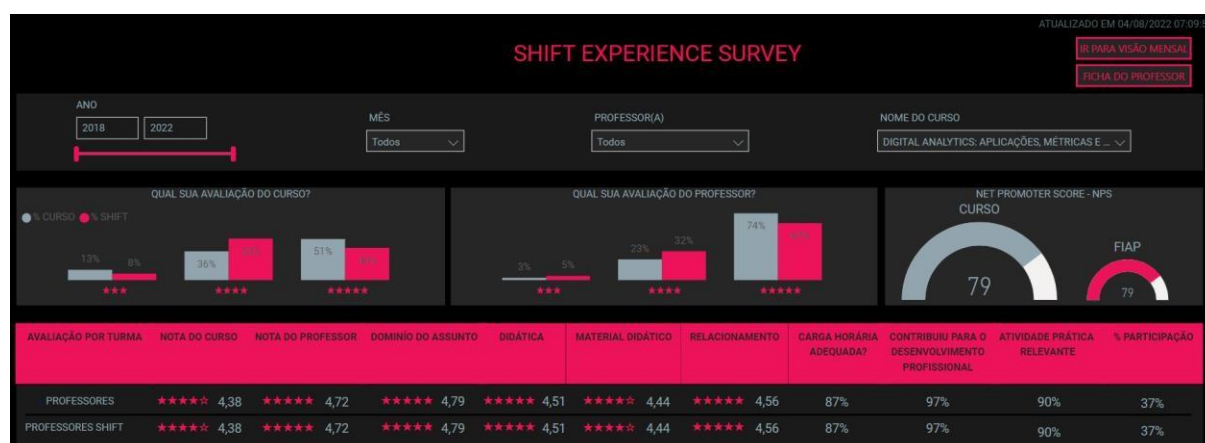 ATUALIZADO EM 04/08/2022 07:09:5
SHIFT EXPERIENCE SURVEY
IR PARA VISÃO MENSAL
FICHA DO PROFESSOR
ANO
2018 2022
MÊS
Todos
PROFESSOR(A)
Todos
NOME DO CURSO
DIGITAL ANALYTICS: APLICAÇÕES, MÉTRICAS E ...
QUAL SUA AVALIAÇÃO DO CURSO?
% CURSO % SHIFT
13% 8% 36% 51%
★★★ ★★★★ ★★★★★
QUAL SUA AVALIAÇÃO DO PROFESSOR?
3% 5% 23% 32% 74%
★★★ ★★★★ ★★★★★
NET PROMOTER SCORE - NPS
CURSO
79
FIAP
79
AVALIAÇÃO POR TURMA NOTA DO CURSO NOTA DO PROFESSOR DOMÍNIO DO ASSUNTO DIDÁTICA MATERIAL DIDÁTICO RELACIONAMENTO CARGA HORÁRIA ADEQUADA? CONTRIBUIU PARA O DESENVOLVIMENTO PROFISSIONAL ATIVIDADE PRÁTICA RELEVANTE % PARTICIPAÇÃO
PROFESSORES ★★★★☆ 4,38 ★★★★★ 4,72 ★★★★★ 4,79 ★★★★★ 4,51 ★★★★☆ 4,44 ★★★★★ 4,56 87% 97% 90% 37%
PROFESSORES SHIFT ★★★★☆ 4,38 ★★★★★ 4,72 ★★★★★ 4,79 ★★★★★ 4,51 ★★★★☆ 4,44 ★★★★★ 4,56 87% 97% 90% 37%